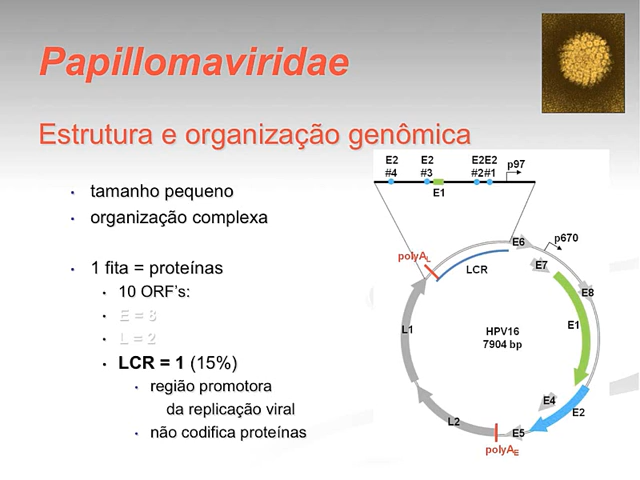 Papillomaviridae
Estrutura e organização genômica
• tamanho pequeno
• organização complexa
• 1 fita = proteínas
• 10 ORF's:
• E = 8
• L = 2
• LCR = 1 (15%)
• região promotora
da replicação viral
• não codifica proteínas
E2 E2 E2E2
#4 #3 #2#1
p97
E1
polyAL
LCR
E6
p670
E7
E8
E1
L1
HPV16
7904 bp
E4
E2
L2
E5
polyAE